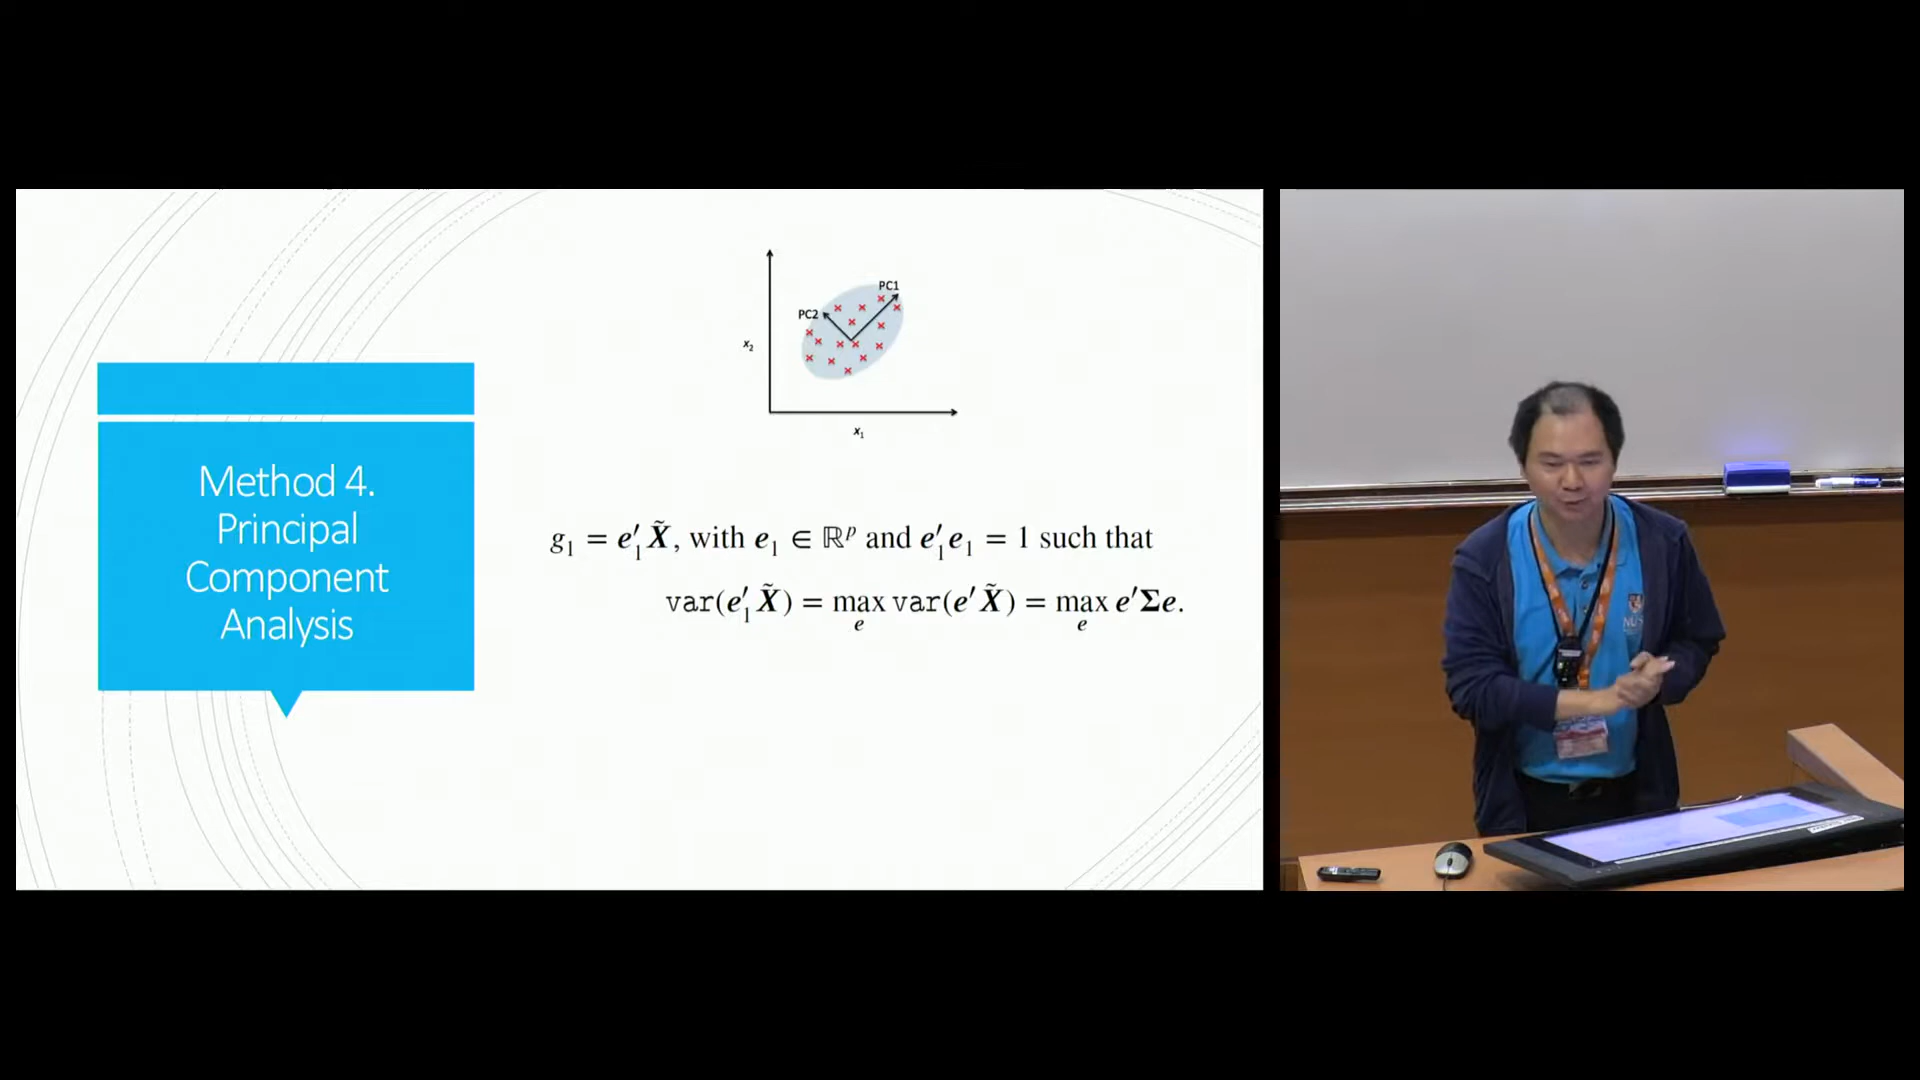 PC1
PC2
x₂
x₁
Method 4.
Principal
Component
Analysis
g₁ = e′₁X̃, with e₁ ∈ ℝᵖ and e′₁e₁ = 1 such that
var(e′₁X̃) = max var(e′X̃) = max e′Σe.
e e
NUS